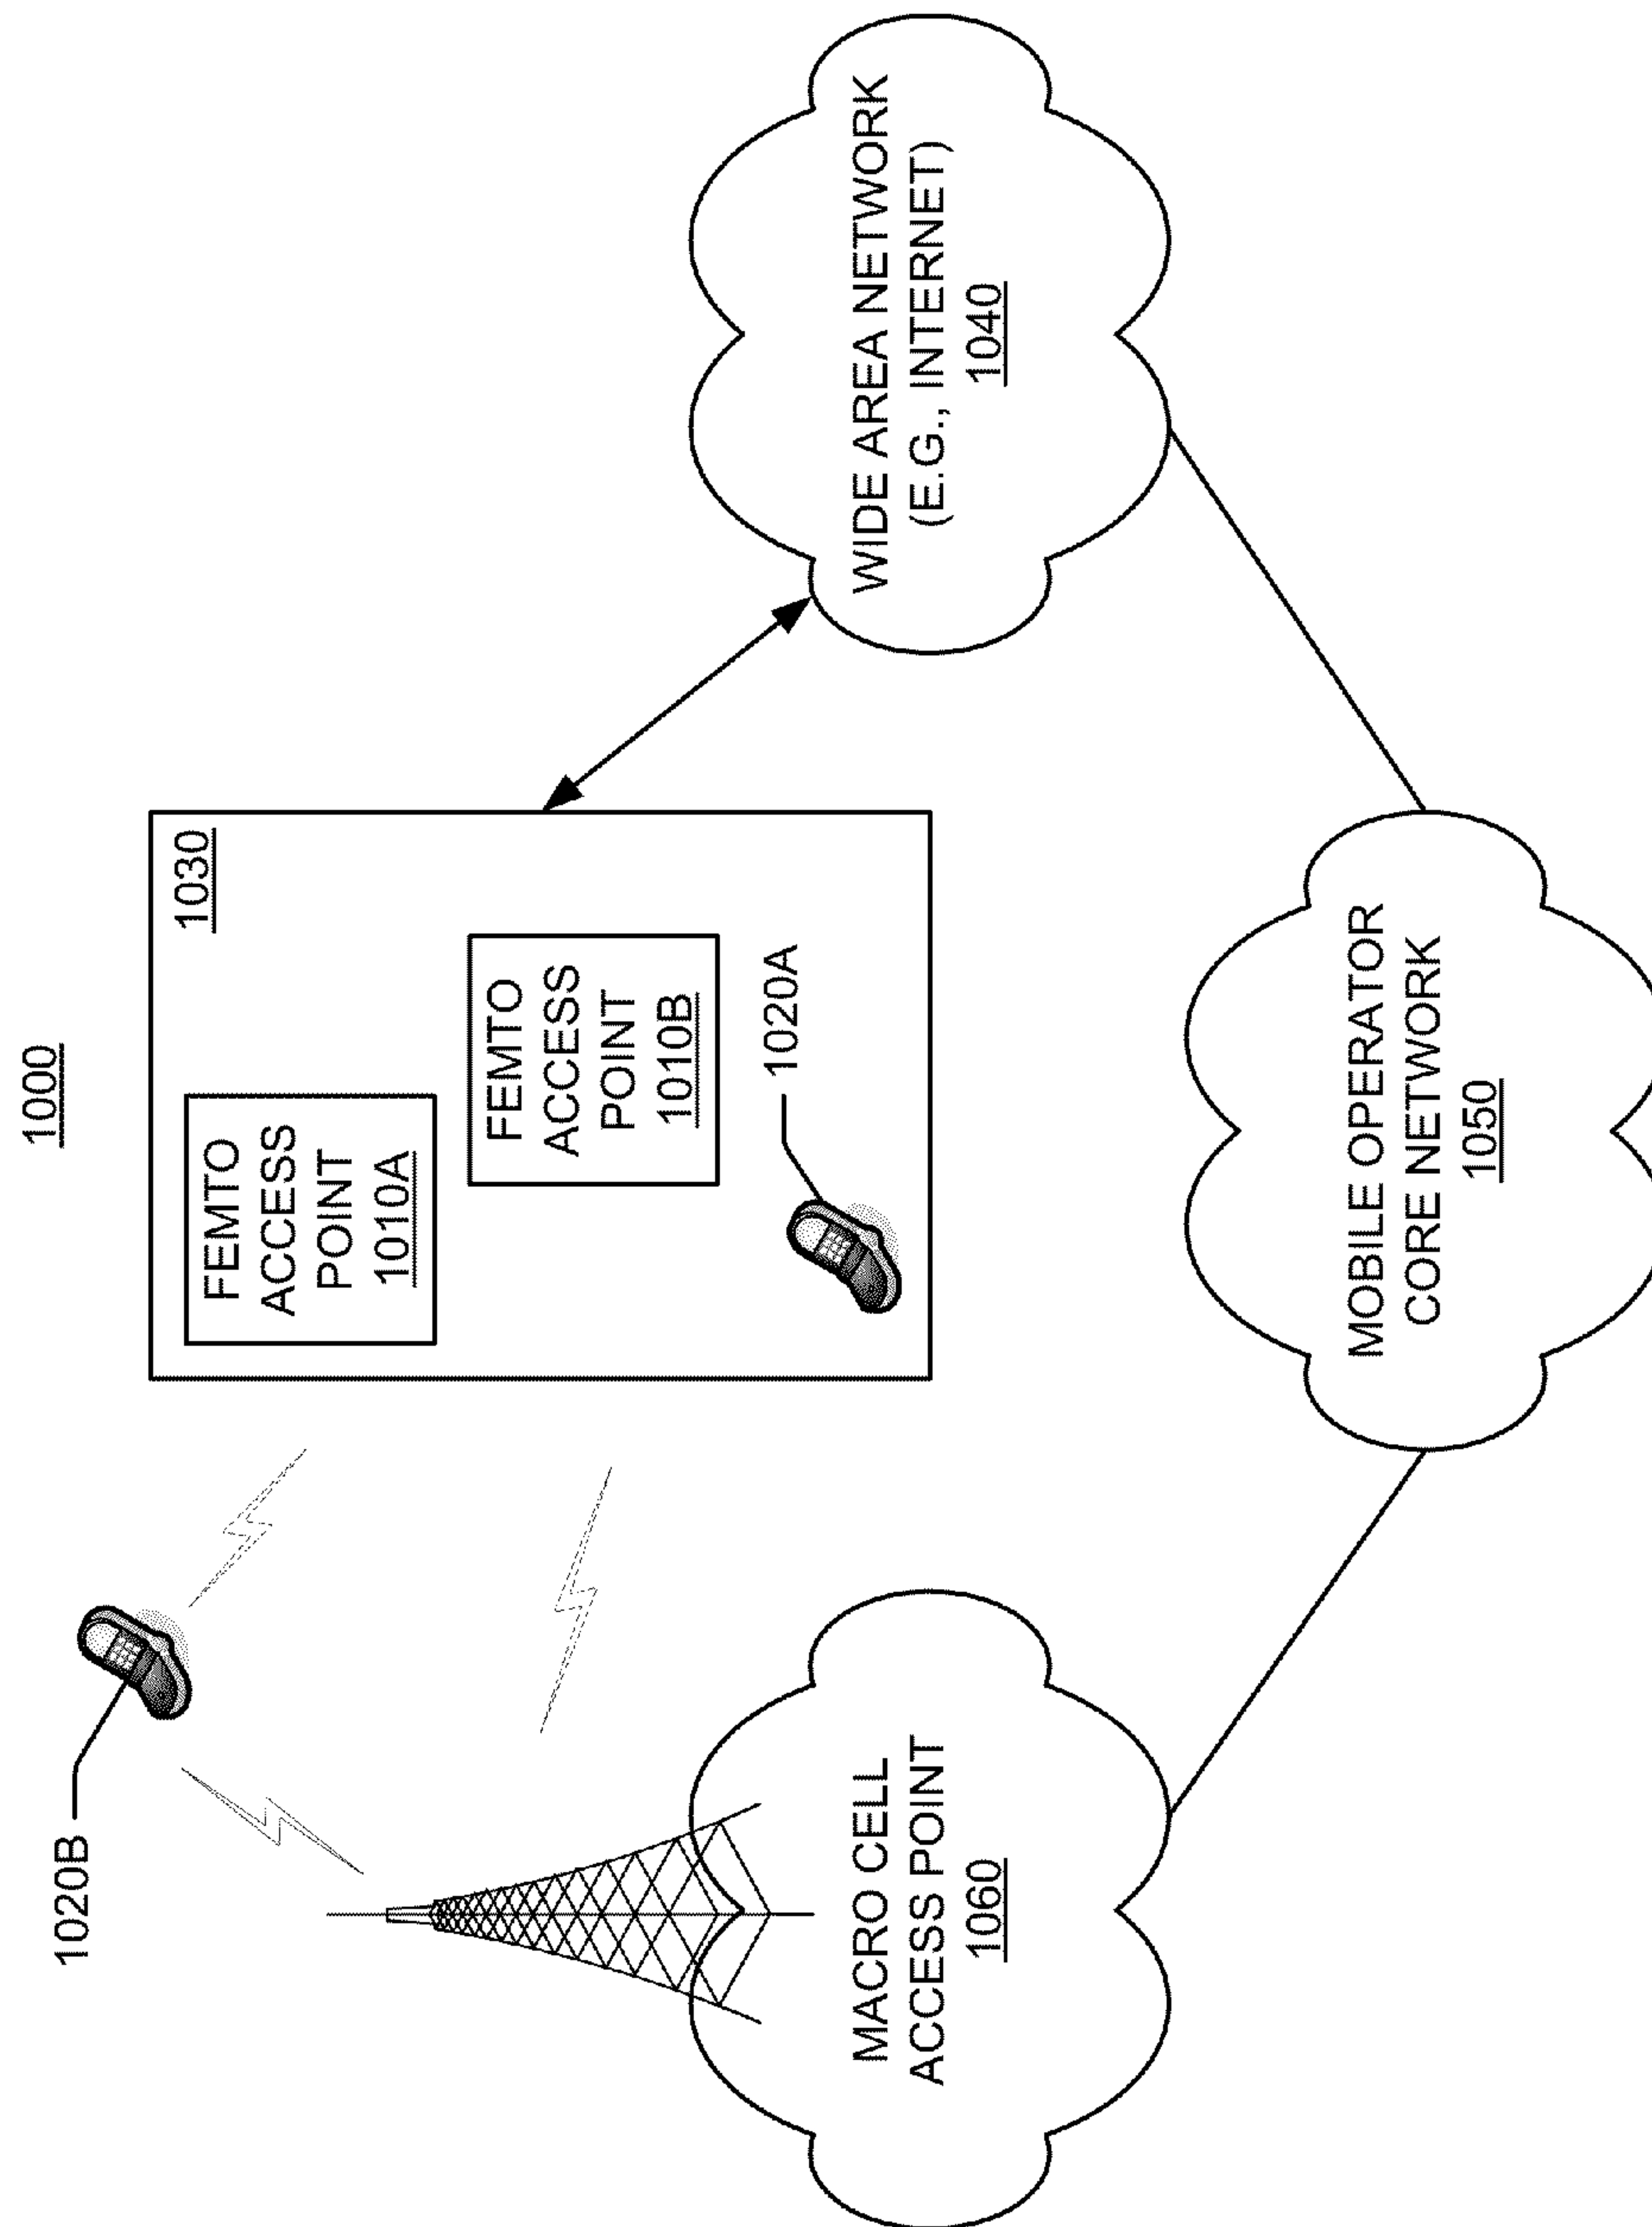 1000
1020B
1030
FEMTO
ACCESS
POINT
1010A
FEMTO
ACCESS
POINT
1010B
1020A
MACRO CELL
ACCESS POINT
1060
WIDE AREA NETWORK
(E.G., INTERNET)
1040
MOBILE OPERATOR
CORE NETWORK
1050